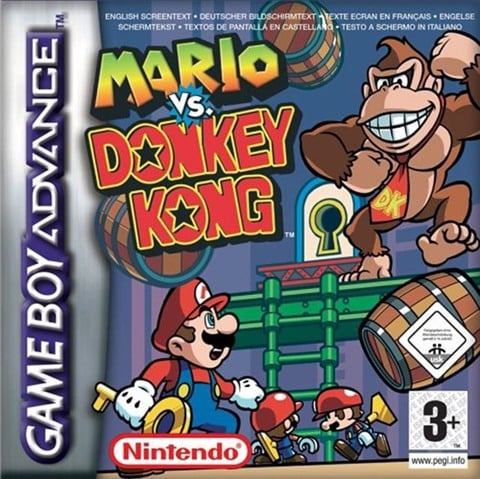 ENGLISH SCREENTEXT • DEUTSCHER BILDSCHIRMTEXT • TEXTE ECRAN EN FRANÇAIS • ENGELSE
SCHERMTEKST • TEXTOS DE PANTALLA EN CASTELLANO • TESTO A SCHERMO IN ITALIANO
GAME BOY ADVANCE
MARIO
VS.
DONKEY
KONG
TM
DK
M
usk
Nintendo
3+
www.pegi.info